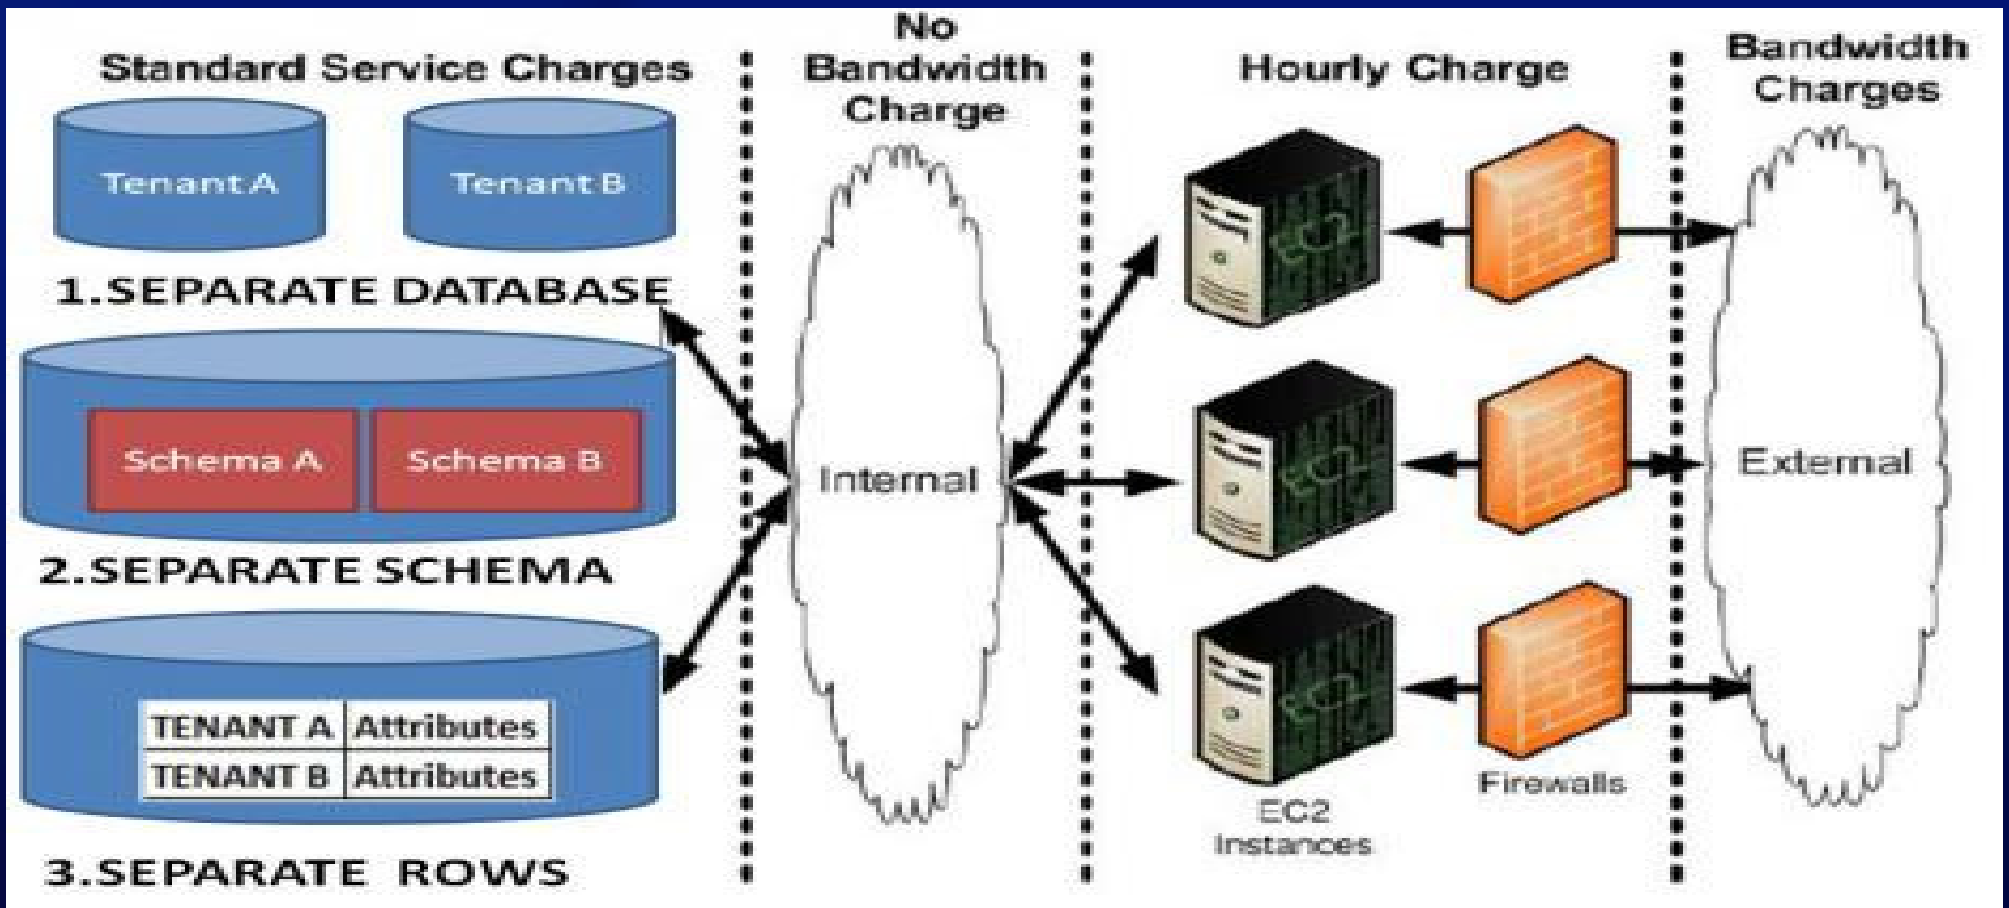 Standard Service Charges
Tenant A
Tenant B
1.SEPARATE DATABASE
Schema A
Schema B
2.SEPARATE SCHEMA
TENANT A Attributes
TENANT B Attributes
3.SEPARATE ROWS
No
Bandwidth
Charge
Internal
Hourly Charge
EC2
Instances
Firewalls
Bandwidth
Charges
External